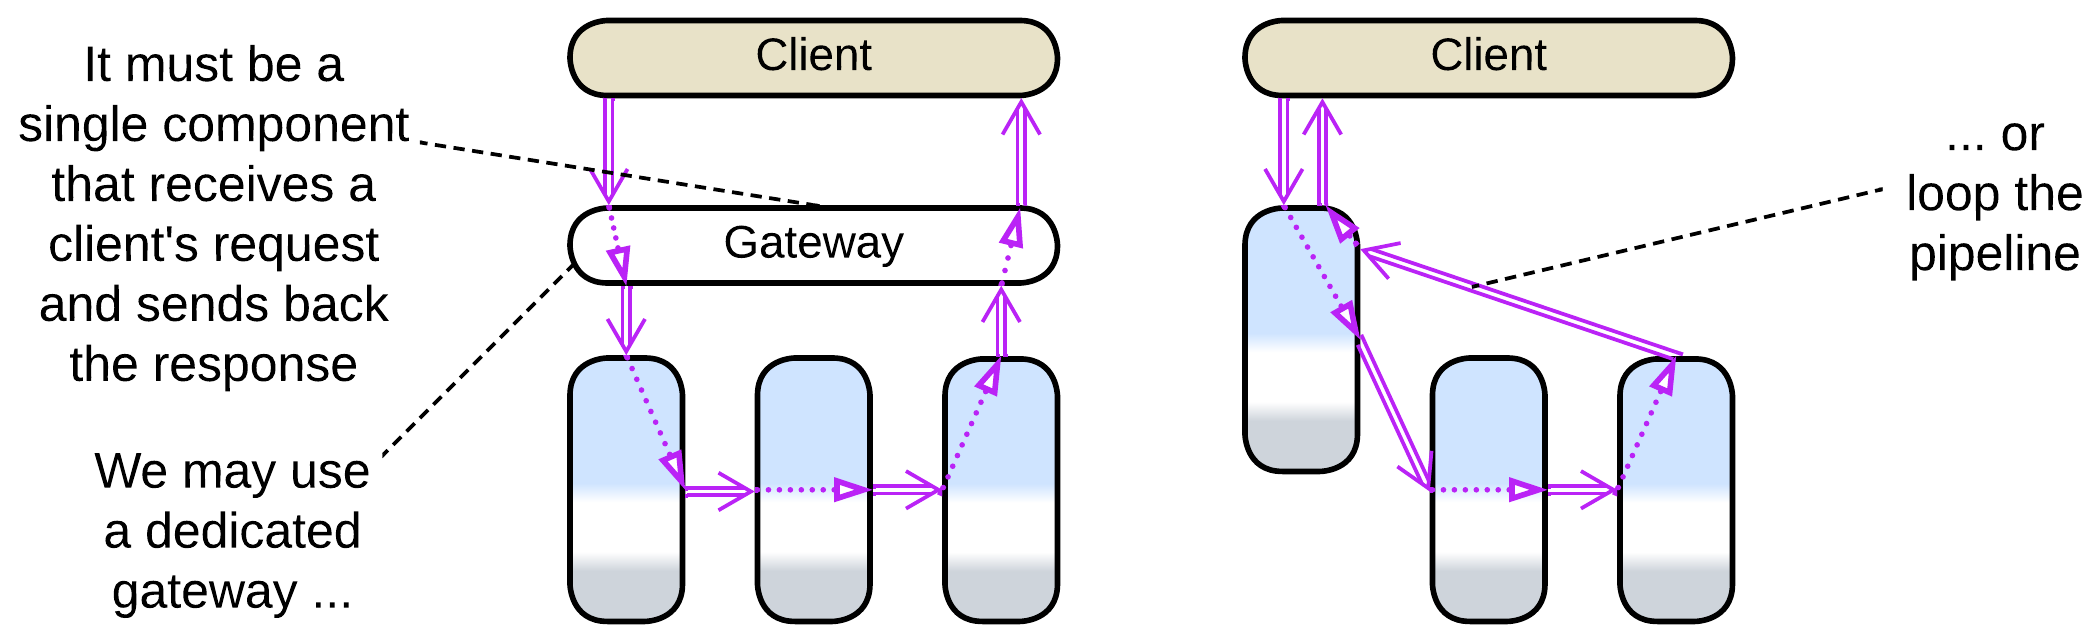 It must be a
single component
that receives a
client's request
and sends back
the response
We may use
a dedicated
gateway ...
Client
Gateway
Client
... or
loop the
pipeline